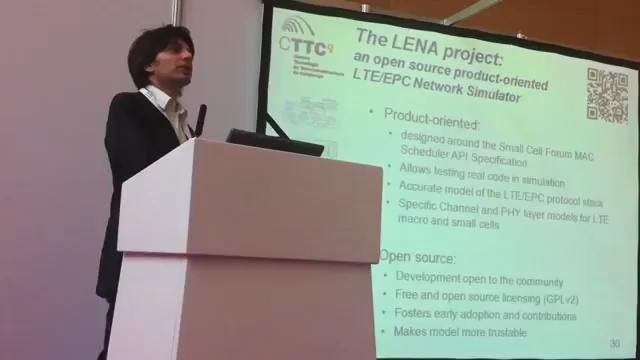 CTTC
The LENA project:
an open source product-oriented
LTE/EPC Network Simulator
• Product-oriented:
• designed around the Small Cell Forum MAC
Scheduler API Specification
• Allows testing real code in simulation
• Accurate model of the LTE/EPC protocol stack
• Specific Channel and PHY layer models for LTE
macro and small cells
Open source:
• Development open to the community
• Free and open source licensing (GPLv2)
• Fosters early adoption and contributions
• Makes model more trustable
30